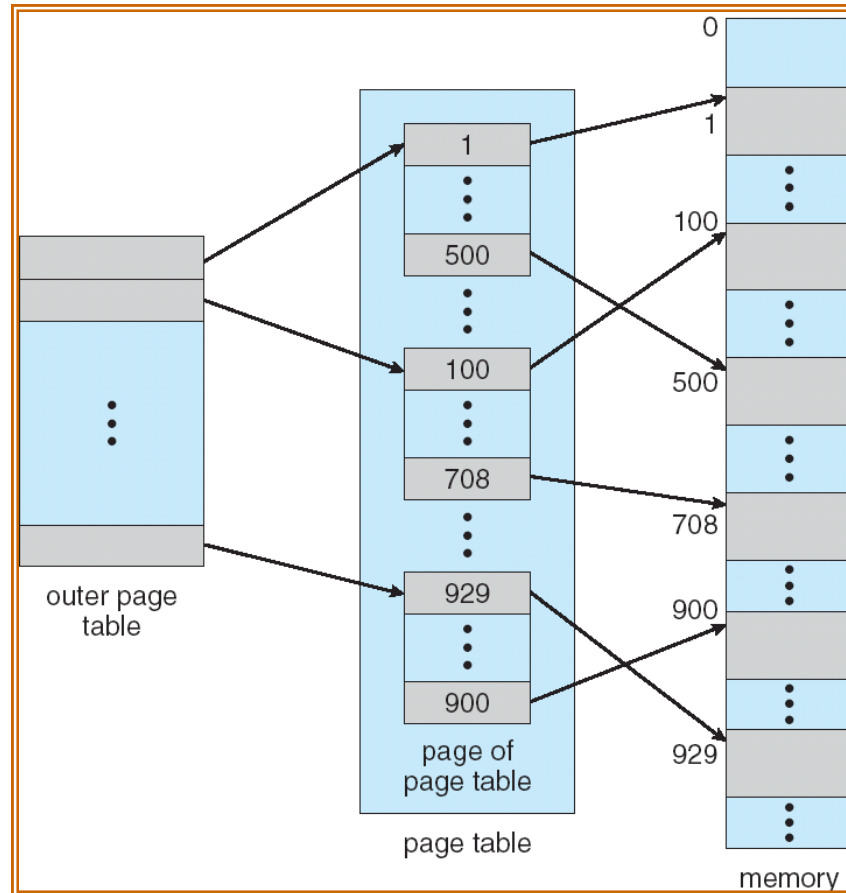 outer page
table
1
500
100
708
929
900
page of
page table
page table
0
1
100
500
708
900
929
memory